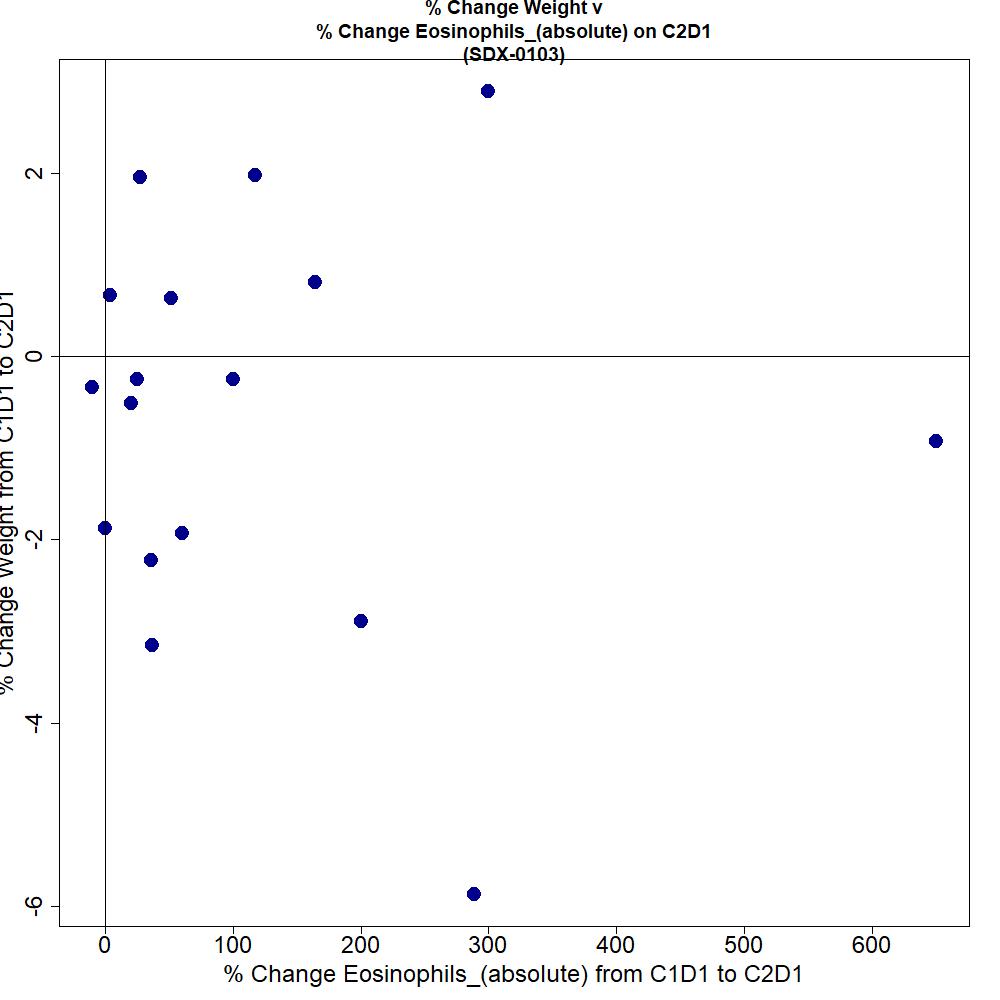 % Change Weight v
% Change Eosinophils_(absolute) on C2D1
(SDX-0103)
% Change Weight from C1D1 to C2D1
2
0
-2
-4
-6
0 100 200 300 400 500 600
% Change Eosinophils_(absolute) from C1D1 to C2D1